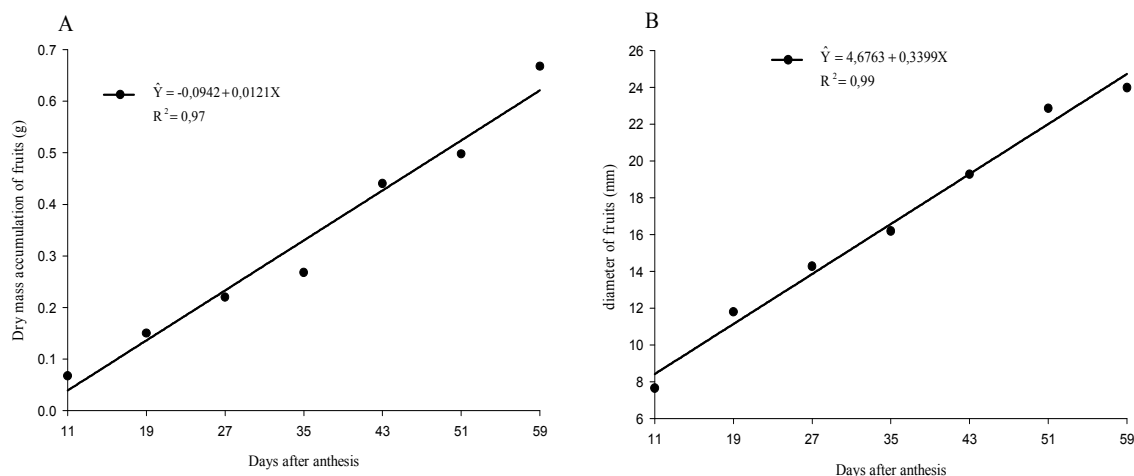 A
0.7
0.6
0.5
0.4
0.3
0.2
0.1
0.0
Dry mass accumulation of fruits (g)
Ŷ = -0,0942 + 0,0121X
R² = 0,97
11 19 27 35 43 51 59
Days after anthesis
B
26
24
22
20
18
16
14
12
10
8
6
diameter of fruits (mm)
Ŷ = 4,6763 + 0,3399X
R² = 0,99
11 19 27 35 43 51 59
Days after anthesis